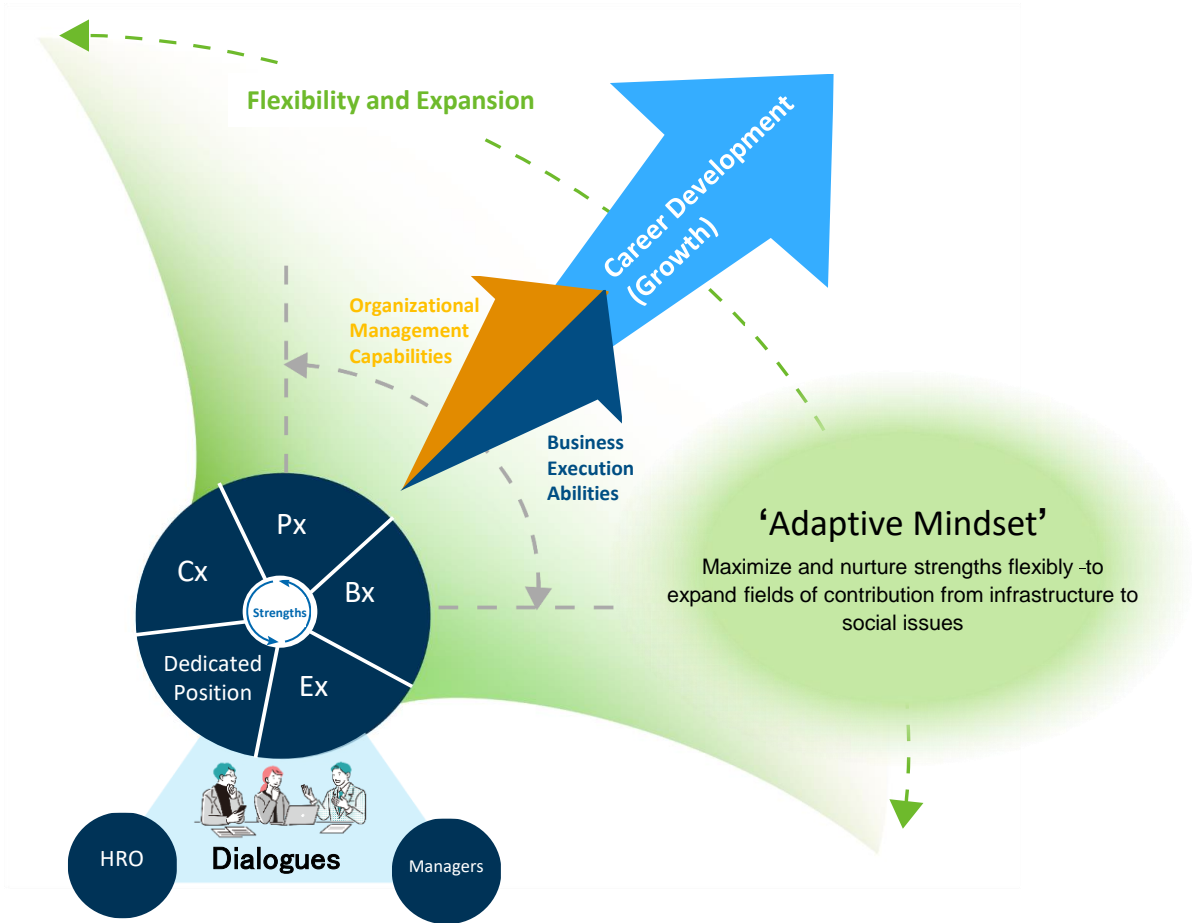 Flexibility and Expansion
Career Development
(Growth)
Organizational
Management
Capabilities
Business
Execution
Abilities
‘Adaptive Mindset’
Maximize and nurture strengths flexibly -to
expand fields of contribution from infrastructure to
social issues
Px
Cx
Bx
Strengths
Dedicated
Position
Ex
HRO
Dialogues
Managers